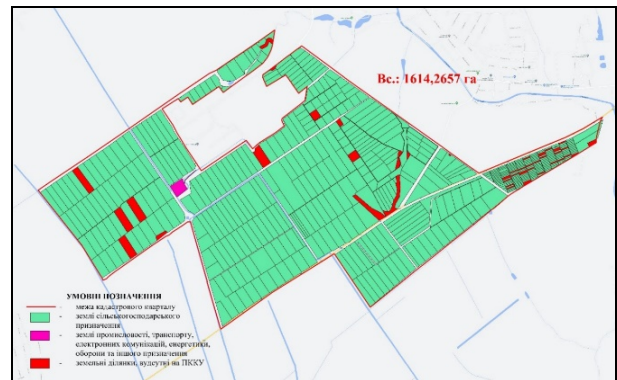 Вс.: 1614,2657 га
УМОВНІ ПОЗНАЧЕННЯ
- межа кадастрового кварталу
- землі сільськогосподарського
призначення
- землі промисловості, транспорту,
електронних комунікацій, енергетики,
оборони та іншого призначення
- земельні ділянки, відсутні на ПККУ